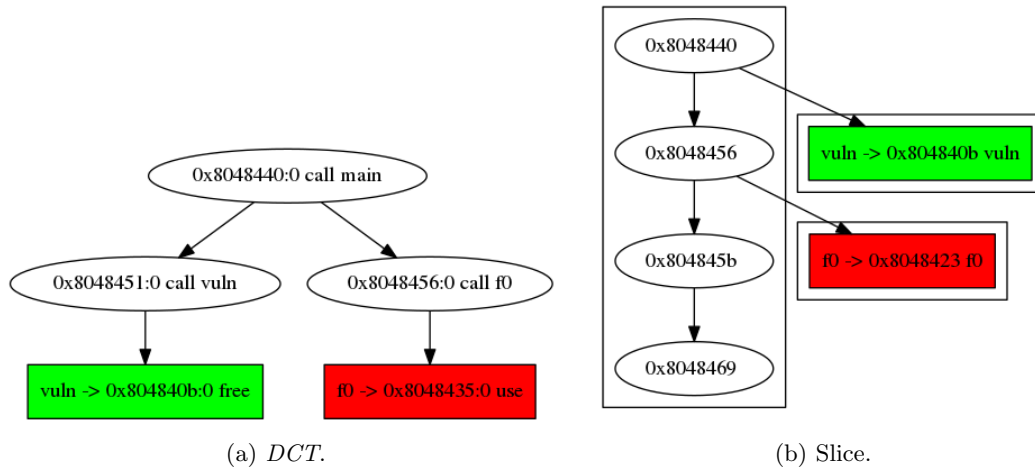 0x8048440:0 call main
0x8048451:0 call vuln
0x8048456:0 call f0
vuln -> 0x804840b:0 free
f0 -> 0x8048435:0 use
(a) DCT.
0x8048440
0x8048456
vuln -> 0x804840b vuln
0x804845b
f0 -> 0x8048423 f0
0x8048469
(b) Slice.